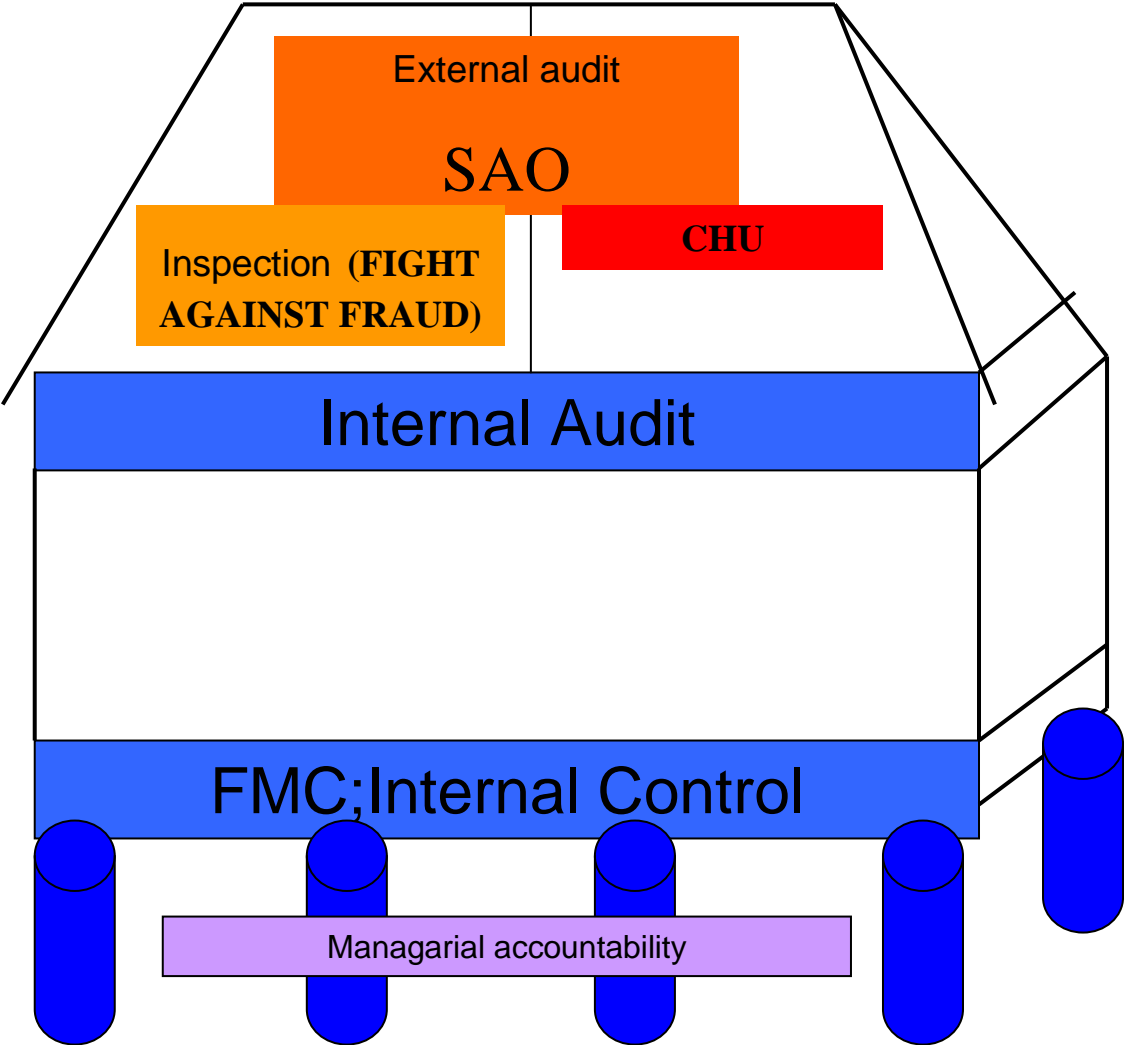 External audit
SAO
Inspection (FIGHT
AGAINST FRAUD)
CHU
Internal Audit
FMC;Internal Control
Managarial accountability